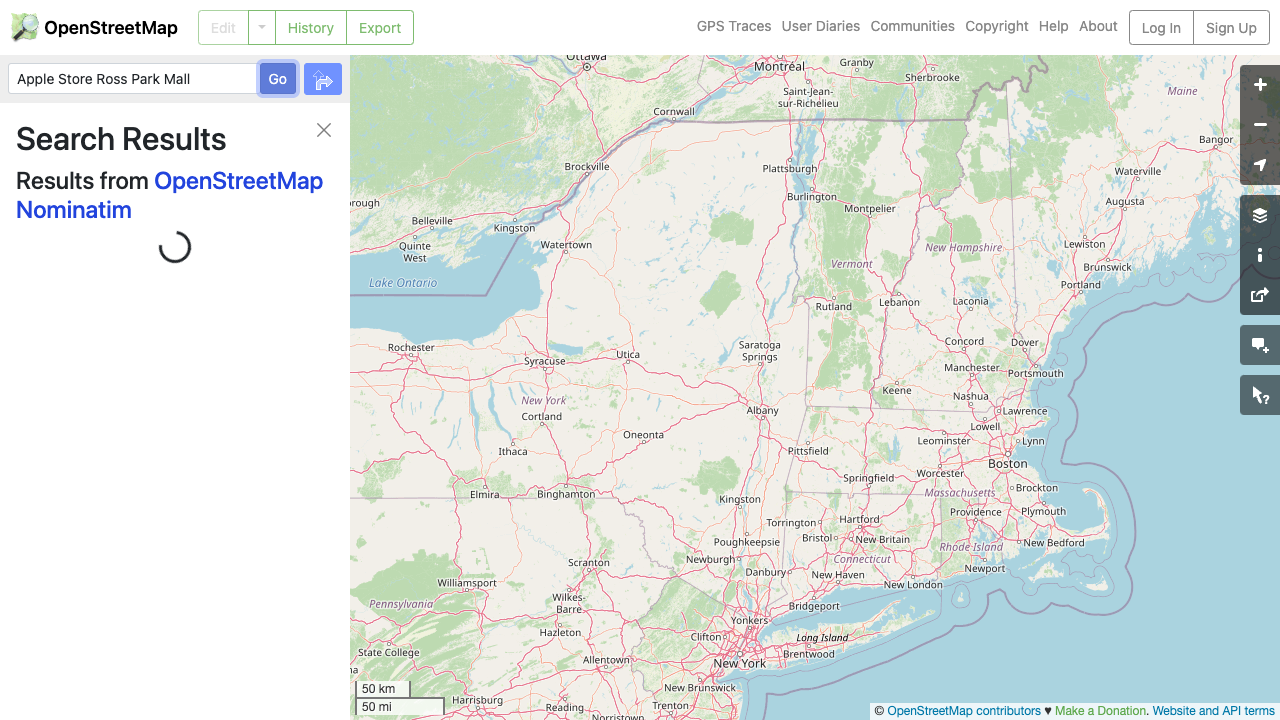 OpenStreetMap
Edit
History
Export
GPS Traces
User Diaries
Communities
Copyright
Help
About
Log In
Sign Up
Apple Store Ross Park Mall
Go
Search Results
Results from OpenStreetMap
Nominatim
Ottawa
Montréal
Granby
Sherbrooke
Saint-Jean-
sur-Richelieu
Maine
Cornwall
Bangor
Brockville
Plattsburgh
Waterville
Burlington
Augusta
Montpelier
orough
Belleville
Kingston
Quinte
West
Watertown
Lewiston
New Hampshire
Vermont
Brunswick
Lake Ontario
Portland
Rutland
Lebanon
Laconia
Rochester
Utica
Saratoga
Springs
Concord
Dover
Syracuse
Manchester
Portsmouth
Keene
Nashua
New York
Cortland
Albany
Lawrence
Oneonta
Lowell
Leominster
Lynn
Ithaca
Pittsfield
Boston
Worcester
Springfield
Elmira
Binghamton
Kingston
Massachusetts
Brockton
Providence
Plymouth
Torrington
Hartford
Poughkeepsie
Bristol
New Britain
New Bedford
Rhode Island
Newburgh
Connecticut
Scranton
Danbury
New Haven
Newport
Williamsport
New London
Wilkes-
Barre
Bridgeport
Pennsylvania
Yonkers
Hazleton
Clifton
Long Island
State College
Brentwood
Allentown
New York
na
New Brunswick
Harrisburg
Trenton
Reading
Norristown
Toms River
50 km
50 mi
© OpenStreetMap contributors ♥ Make a Donation. Website and API terms